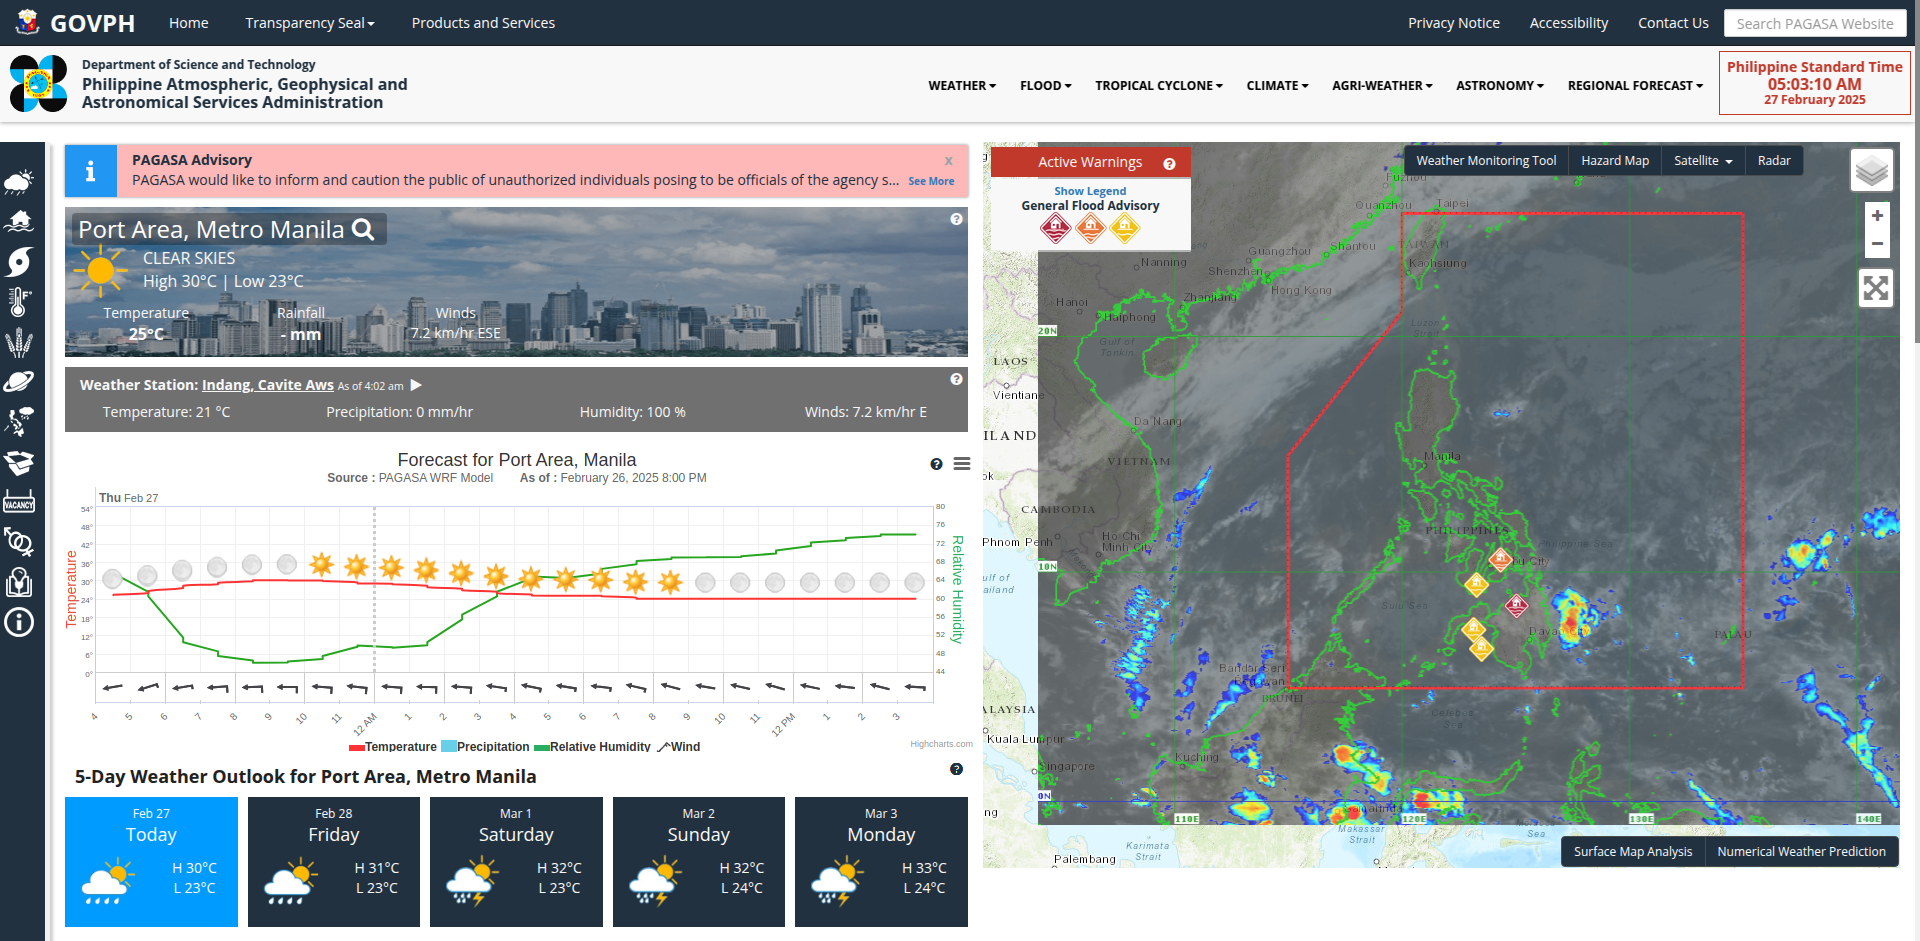 GOVPH
Home
Transparency Seal
Products and Services
Privacy Notice
Accessibility
Contact Us
Search PAGASA Website
Department of Science and Technology
Philippine Atmospheric, Geophysical and
Astronomical Services Administration
WEATHER
FLOOD
TROPICAL CYCLONE
CLIMATE
AGRI-WEATHER
ASTRONOMY
REGIONAL FORECAST
Philippine Standard Time
05:03:10 AM
27 February 2025
PAGASA Advisory
x
PAGASA would like to inform and caution the public of unauthorized individuals posing to be officials of the agency s... See More
Port Area, Metro Manila
CLEAR SKIES
High 30°C | Low 23°C
Temperature
25°C
Rainfall
- mm
Winds
7.2 km/hr ESE
Weather Station: Indang, Cavite Aws As of 4:02 am
Temperature: 21 °C
Precipitation: 0 mm/hr
Humidity: 100 %
Winds: 7.2 km/hr E
Forecast for Port Area, Manila
Source : PAGASA WRF Model As of : February 26, 2025 8:00 PM
Thu Feb 27
Temperature
54°
48°
42°
36°
30°
24°
18°
12°
6°
0°
80
76
72
68
64
60
56
52
48
44
Relative Humidity
4 5 6 7 8 9 10 11 12 AM 1 2 3 4 5 6 7 8 9 10 11 12 PM 1 2 3
Temperature
Precipitation
Relative Humidity
Wind
Highcharts.com
5-Day Weather Outlook for Port Area, Metro Manila
Feb 27
Today
H 30°C
L 23°C
Feb 28
Friday
H 31°C
L 23°C
Mar 1
Saturday
H 32°C
L 23°C
Mar 2
Sunday
H 32°C
L 24°C
Mar 3
Monday
H 33°C
L 24°C
VACANCY
Active Warnings
Show Legend
General Flood Advisory
Weather Monitoring Tool
Hazard Map
Satellite
Radar
+
−
Fuzhou
Quanzhou
Taipei
Guangzhou
Shantou
TAIWAN
Nanning
Shenzhen
Kaohsiung
Hong Kong
Hanoi
Zhanjiang
Haiphong
20N
Luzon
Strait
Gulf of
Tonkin
LAOS
Vientiane
Da Nang
ILAND
Manila
VIETNAM
ok
CAMBODIA
PHILIPPINES
Ho Chi
Minh City
Phnom Penh
Philippine Sea
10N
ulf of
ailand
Sulu Sea
Dava
PALAU
Bandar Seri
BRUNEI
ALAYSIA
Celebes
Sea
Kuala Lumpur
Kuching
Singapore
0N
Samarinda
ng
110E
120E
130E
140E
Makassar
Strait
Sea
Karimata
Strait
Palembang
Surface Map Analysis
Numerical Weather Prediction